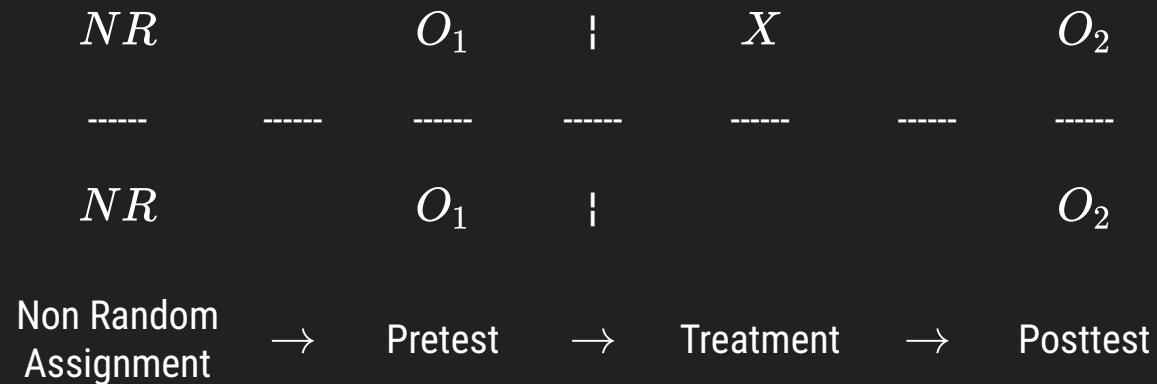 NR O₁ ¦ X O₂
------ ------ ------ ------ ------ ------ ------
NR O₁ ¦ O₂
Non Random
Assignment → Pretest → Treatment → Posttest